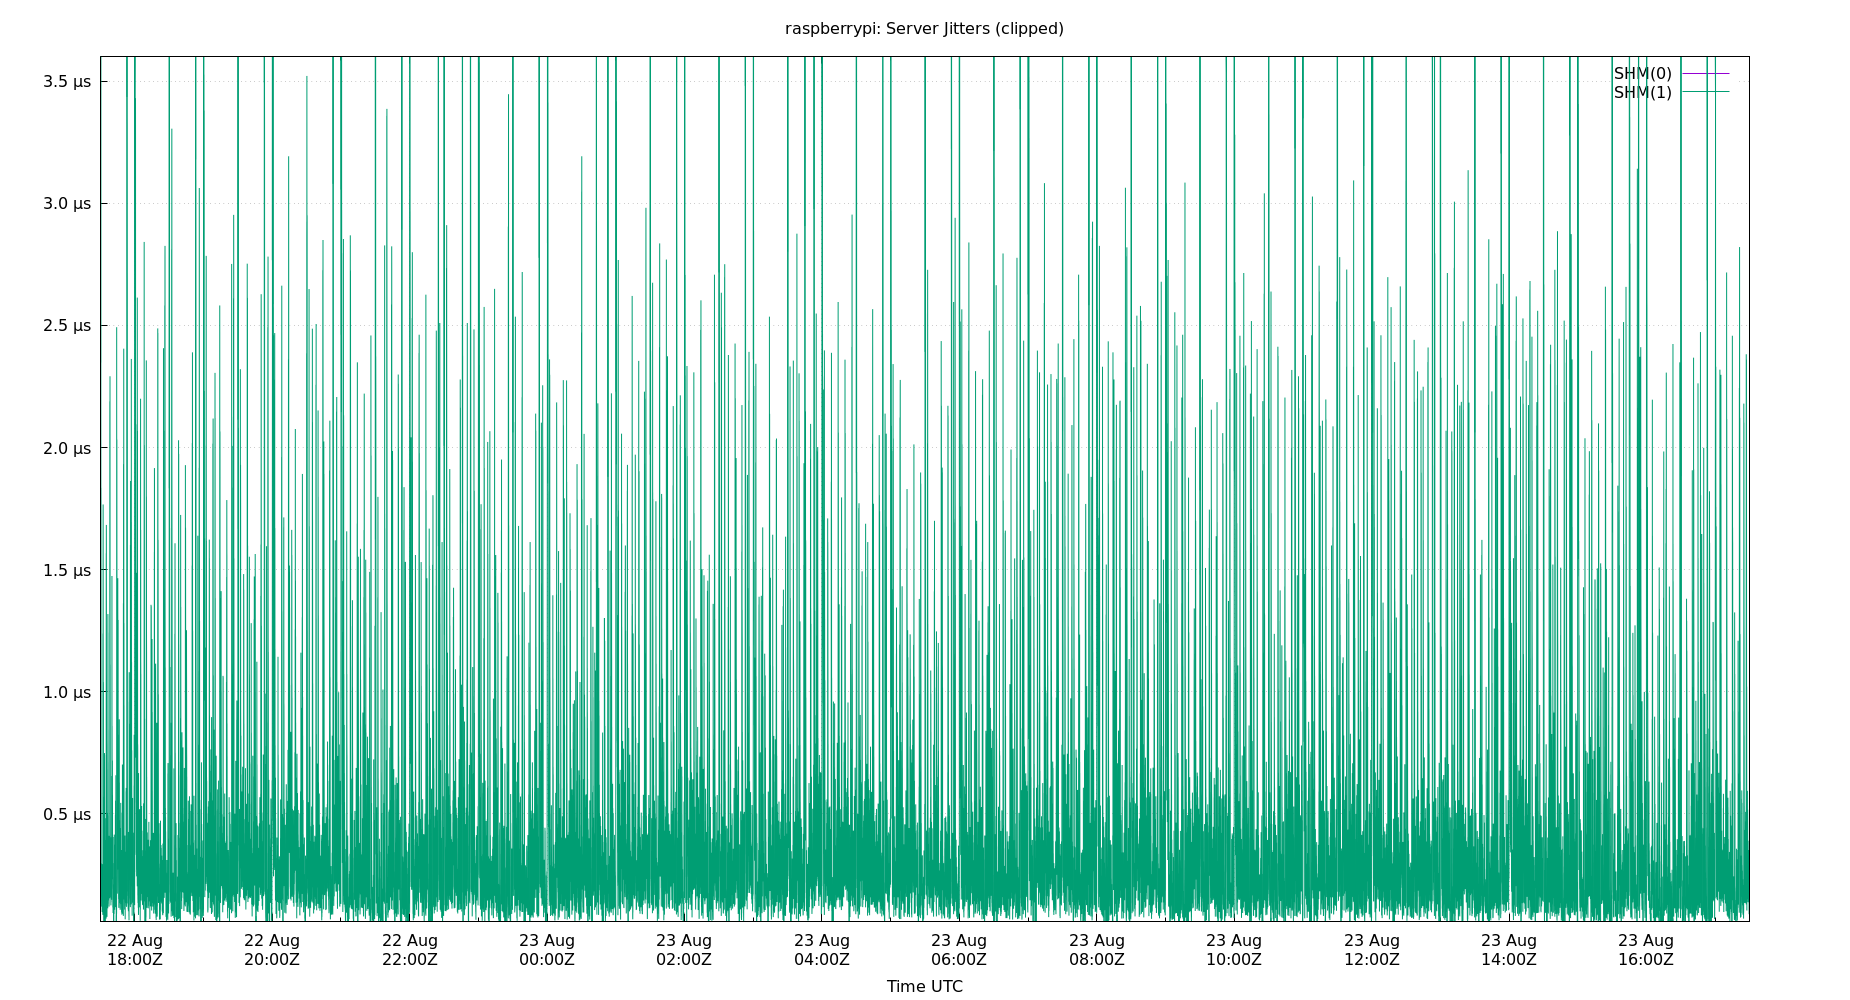 raspberrypi: Server Jitters (clipped)
SHM(0)
SHM(1)
3.5 µs
3.0 µs
2.5 µs
2.0 µs
1.5 µs
1.0 µs
0.5 µs
22 Aug 22 Aug 22 Aug 23 Aug 23 Aug 23 Aug 23 Aug 23 Aug 23 Aug 23 Aug 23 Aug 23 Aug
18:00Z 20:00Z 22:00Z 00:00Z 02:00Z 04:00Z 06:00Z 08:00Z 10:00Z 12:00Z 14:00Z 16:00Z
Time UTC